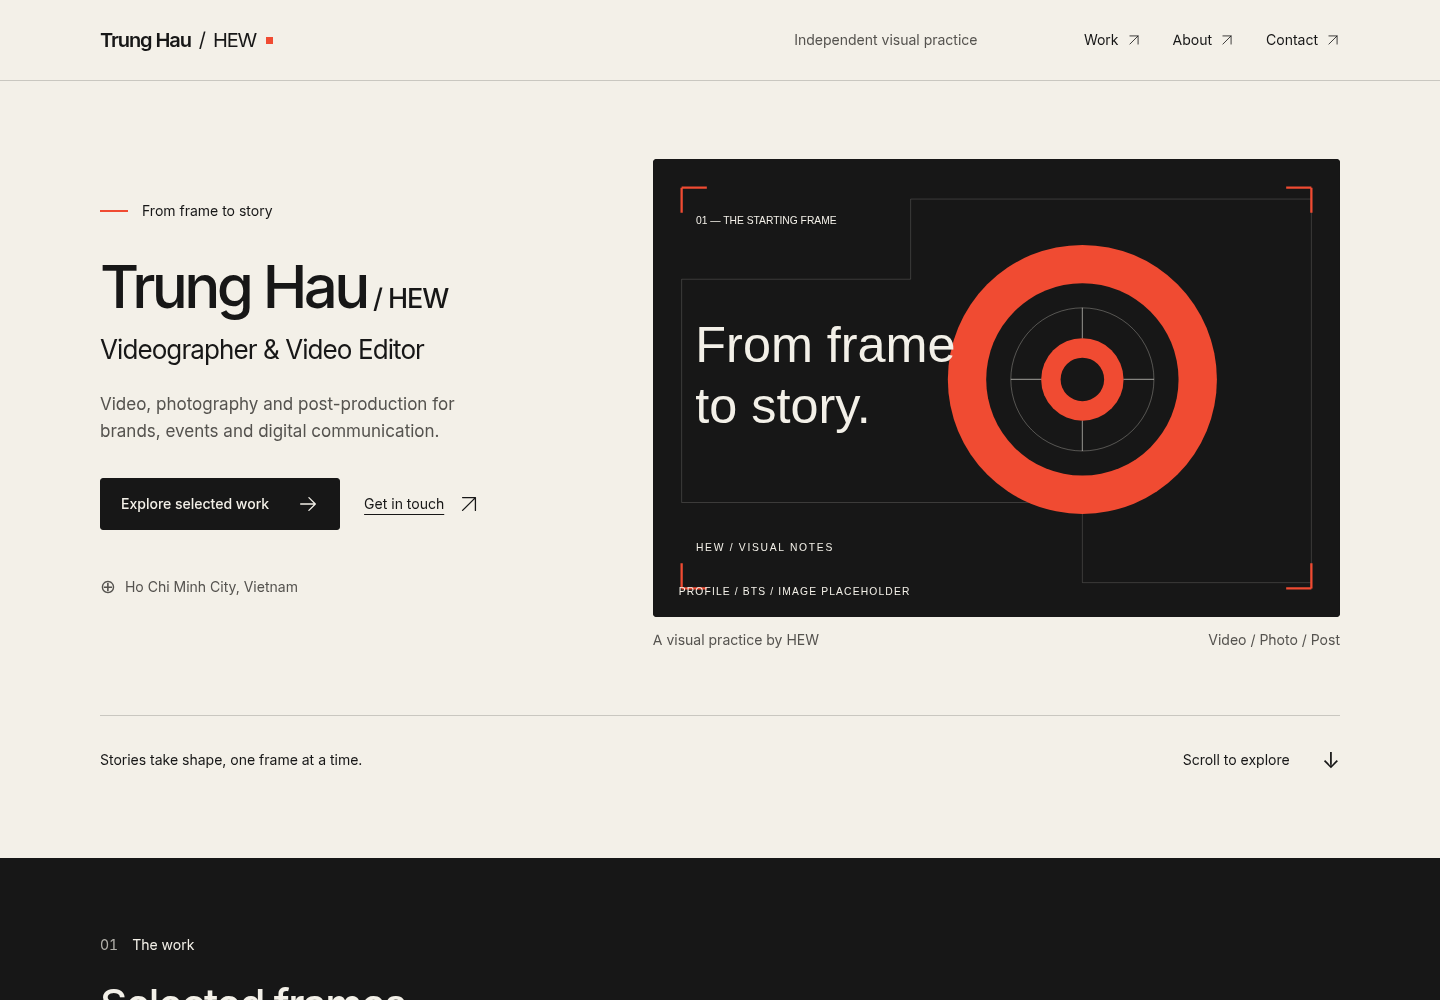 Trung Hau / HEW
Independent visual practice
Work
About
Contact
From frame to story
Trung Hau / HEW
Videographer & Video Editor
Video, photography and post-production for
brands, events and digital communication.
Explore selected work
Get in touch
Ho Chi Minh City, Vietnam
01 — THE STARTING FRAME
From frame
to story.
HEW / VISUAL NOTES
PROFILE / BTS / IMAGE PLACEHOLDER
A visual practice by HEW
Video / Photo / Post
Stories take shape, one frame at a time.
Scroll to explore
01 The work
Selected frames